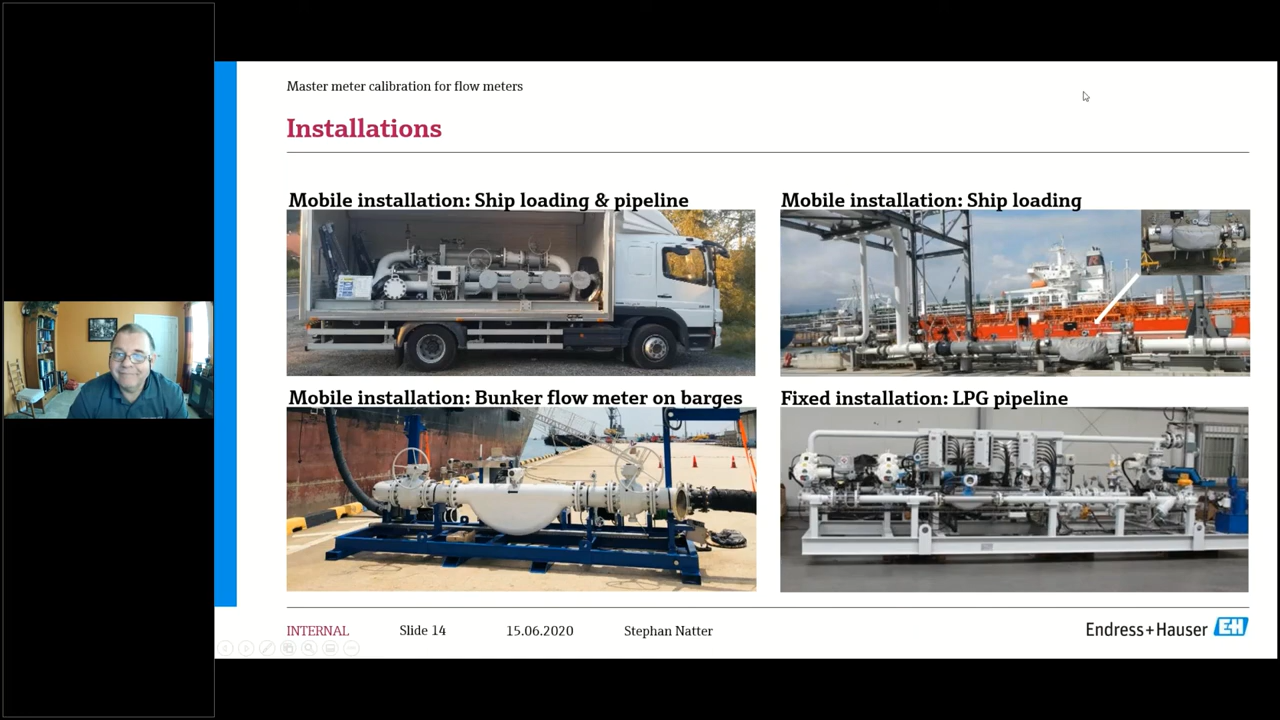 Master meter calibration for flow meters
Installations
Mobile installation: Ship loading & pipeline
Mobile installation: Ship loading
Mobile installation: Bunker flow meter on barges
Fixed installation: LPG pipeline
INTERNAL
Slide 14
15.06.2020
Stephan Natter
Endress+Hauser
EH